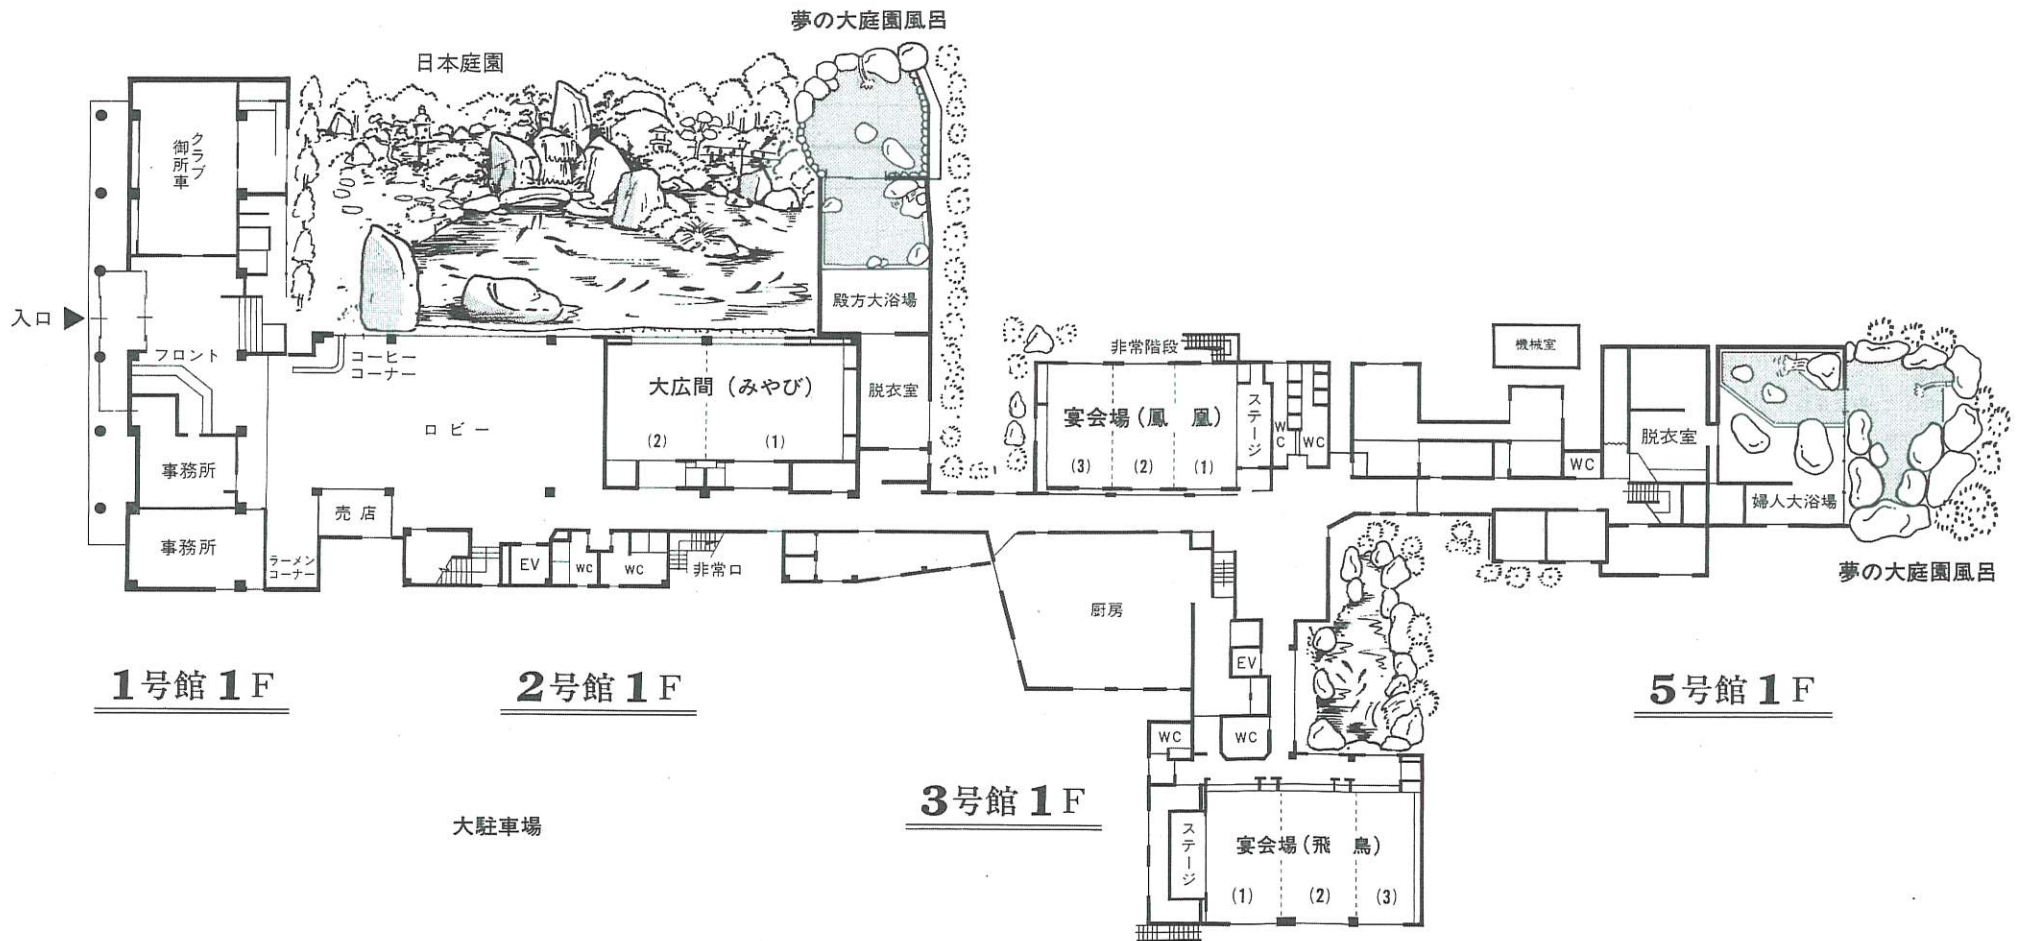 夢の大庭園風呂
日本庭園
クラブ
御所車
入口
フロント
コーヒー
コーナー
殿方大浴場
大広間(みやび)
(2)
(1)
脱衣室
ロビー
事務所
事務所
売店
ラーメン
コーナー
EV
WC
WC
非常口
非常階段
宴会場(鳳 凰)
(3)
(2)
(1)
ステージ
WC
WC
機械室
WC
脱衣室
婦人大浴場
夢の大庭園風呂
厨房
EV
WC
WC
1号館1F
2号館1F
3号館1F
5号館1F
大駐車場
ステージ
宴会場(飛 鳥)
(1)
(2)
(3)